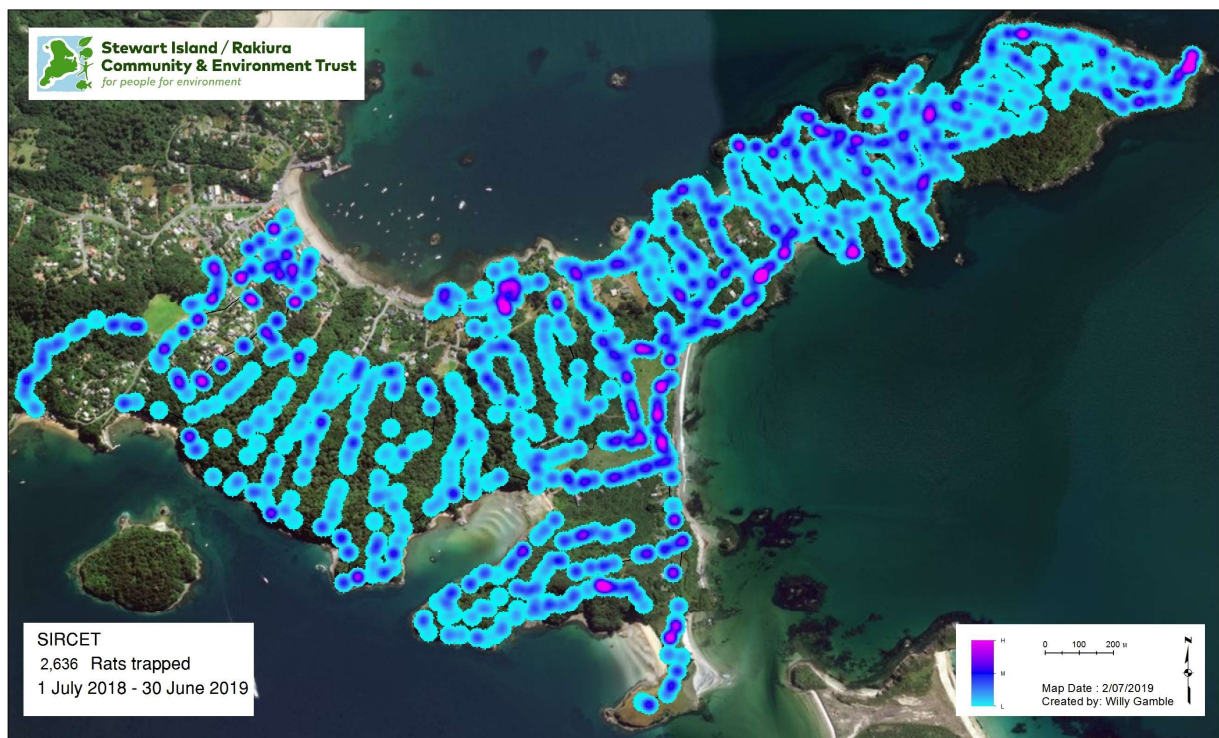 Stewart Island / Rakiura
Community & Environment Trust
for people for environment
SIRCET
2,636 Rats trapped
1 July 2018 - 30 June 2019
H
M
L
0 100 200 M
N
Map Date : 2/07/2019
Created by: Willy Gamble